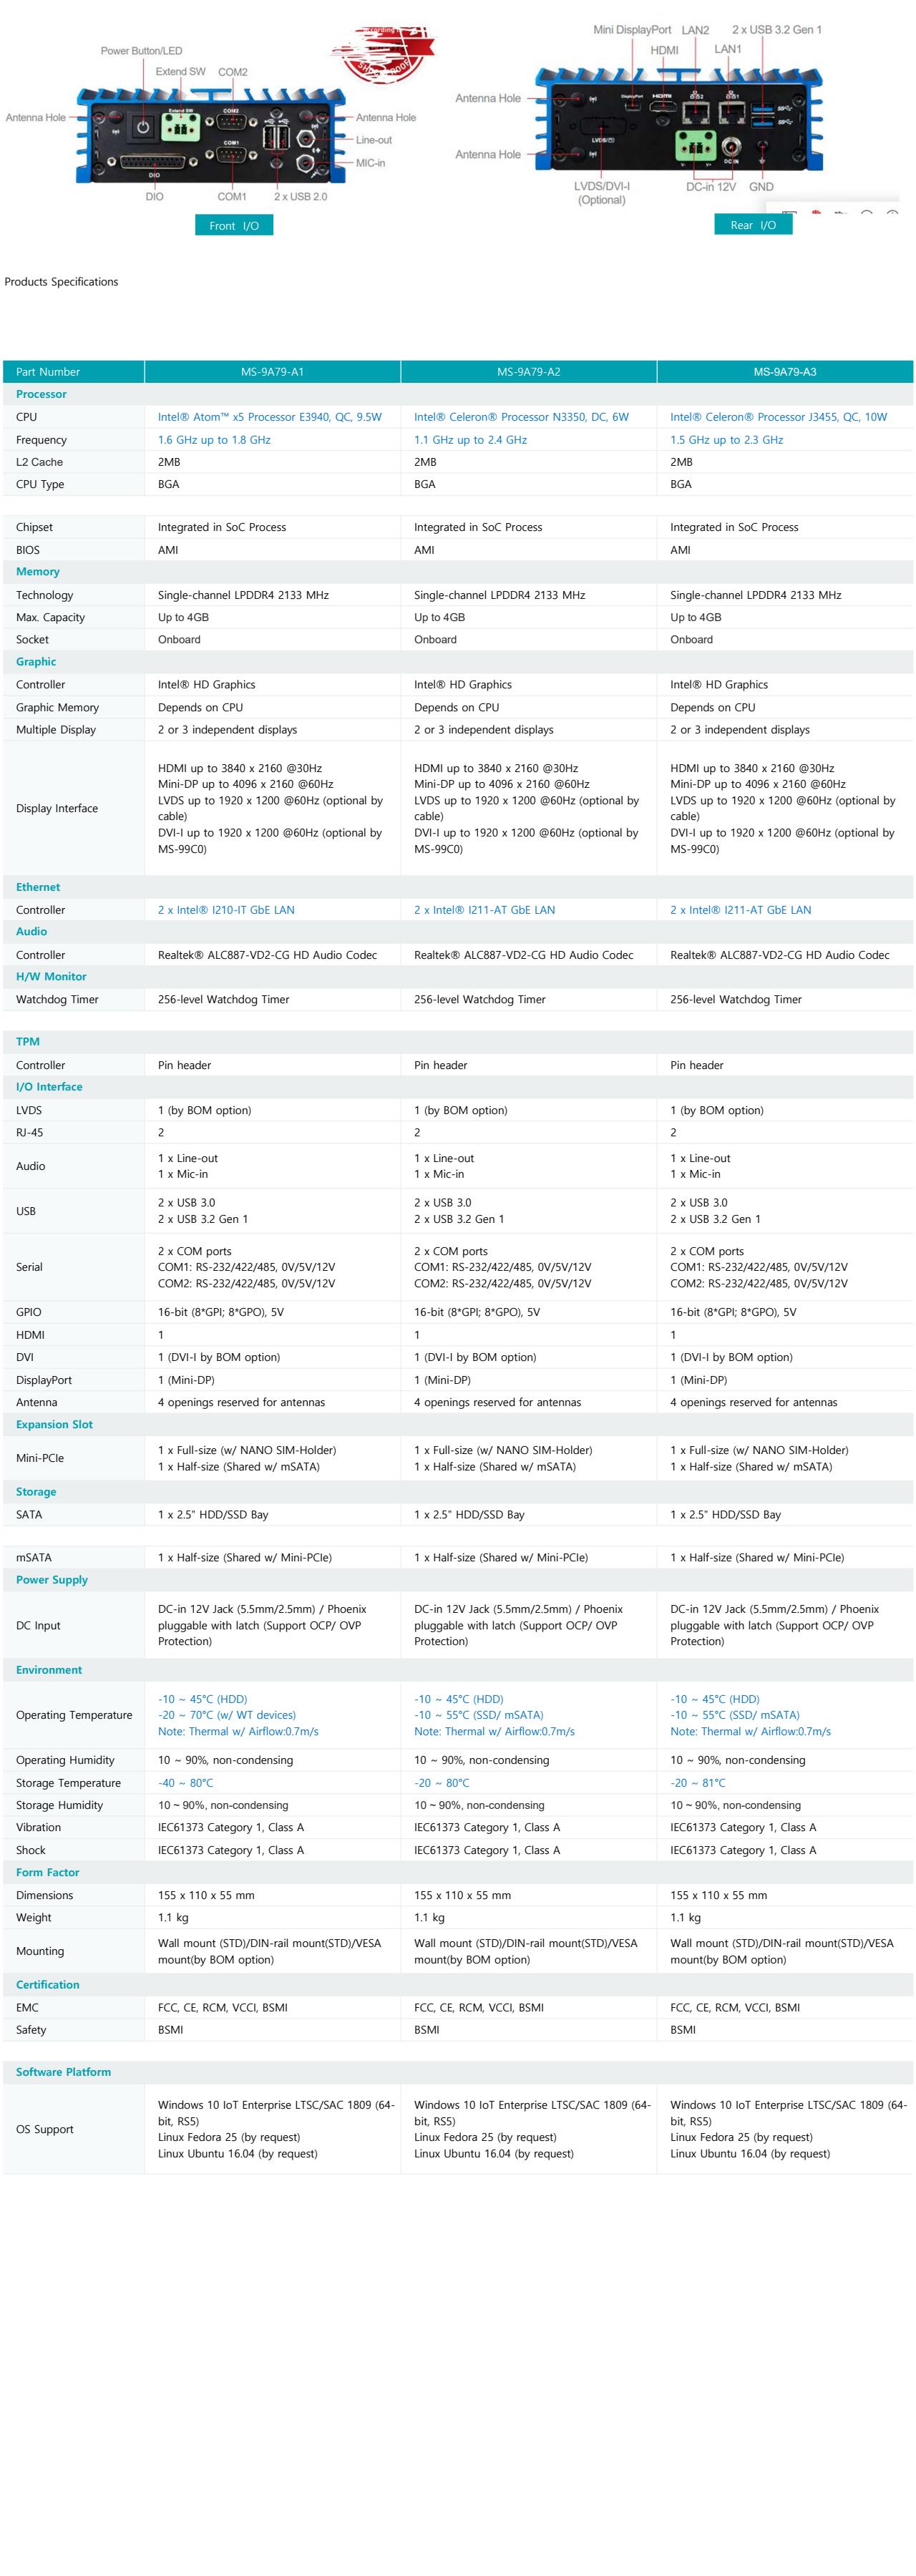 Power Button/LED
Extend SW
COM2
Antenna Hole
Antenna Hole
Line-out
MIC-in
DIO
COM1
2 x USB 2.0
Front I/O
Mini DisplayPort
LAN2
2 x USB 3.2 Gen 1
HDMI
LAN1
Antenna Hole
Antenna Hole
LVDS/DVI-I
(Optional)
DC-in 12V
GND
Rear I/O
Products Specifications
Part Number MS-9A79-A1 MS-9A79-A2 MS-9A79-A3
Processor
CPU Intel® Atom™ x5 Processor E3940, QC, 9.5W Intel® Celeron® Processor N3350, DC, 6W Intel® Celeron® Processor J3455, QC, 10W
Frequency 1.6 GHz up to 1.8 GHz 1.1 GHz up to 2.4 GHz 1.5 GHz up to 2.3 GHz
L2 Cache 2MB 2MB 2MB
CPU Type BGA BGA BGA
Chipset Integrated in SoC Process Integrated in SoC Process Integrated in SoC Process
BIOS AMI AMI AMI
Memory
Technology Single-channel LPDDR4 2133 MHz Single-channel LPDDR4 2133 MHz Single-channel LPDDR4 2133 MHz
Max. Capacity Up to 4GB Up to 4GB Up to 4GB
Socket Onboard Onboard Onboard
Graphic
Controller Intel® HD Graphics Intel® HD Graphics Intel® HD Graphics
Graphic Memory Depends on CPU Depends on CPU Depends on CPU
Multiple Display 2 or 3 independent displays 2 or 3 independent displays 2 or 3 independent displays
HDMI up to 3840 x 2160 @30Hz HDMI up to 3840 x 2160 @30Hz HDMI up to 3840 x 2160 @30Hz
Mini-DP up to 4096 x 2160 @60Hz Mini-DP up to 4096 x 2160 @60Hz Mini-DP up to 4096 x 2160 @60Hz
Display Interface LVDS up to 1920 x 1200 @60Hz (optional by LVDS up to 1920 x 1200 @60Hz (optional by LVDS up to 1920 x 1200 @60Hz (optional by
cable) cable) cable)
DVI-I up to 1920 x 1200 @60Hz (optional by DVI-I up to 1920 x 1200 @60Hz (optional by DVI-I up to 1920 x 1200 @60Hz (optional by
MS-99C0) MS-99C0) MS-99C0)
Ethernet
Controller 2 x Intel® I210-IT GbE LAN 2 x Intel® I211-AT GbE LAN 2 x Intel® I211-AT GbE LAN
Audio
Controller Realtek® ALC887-VD2-CG HD Audio Codec Realtek® ALC887-VD2-CG HD Audio Codec Realtek® ALC887-VD2-CG HD Audio Codec
H/W Monitor
Watchdog Timer 256-level Watchdog Timer 256-level Watchdog Timer 256-level Watchdog Timer
TPM
Controller Pin header Pin header Pin header
I/O Interface
LVDS 1 (by BOM option) 1 (by BOM option) 1 (by BOM option)
RJ-45 2 2 2
Audio 1 x Line-out 1 x Line-out 1 x Line-out
1 x Mic-in 1 x Mic-in 1 x Mic-in
USB 2 x USB 3.0 2 x USB 3.0 2 x USB 3.0
2 x USB 3.2 Gen 1 2 x USB 3.2 Gen 1 2 x USB 3.2 Gen 1
2 x COM ports 2 x COM ports 2 x COM ports
Serial COM1: RS-232/422/485, 0V/5V/12V COM1: RS-232/422/485, 0V/5V/12V COM1: RS-232/422/485, 0V/5V/12V
COM2: RS-232/422/485, 0V/5V/12V COM2: RS-232/422/485, 0V/5V/12V COM2: RS-232/422/485, 0V/5V/12V
GPIO 16-bit (8*GPI; 8*GPO), 5V 16-bit (8*GPI; 8*GPO), 5V 16-bit (8*GPI; 8*GPO), 5V
HDMI 1 1 1
DVI 1 (DVI-I by BOM option) 1 (DVI-I by BOM option) 1 (DVI-I by BOM option)
DisplayPort 1 (Mini-DP) 1 (Mini-DP) 1 (Mini-DP)
Antenna 4 openings reserved for antennas 4 openings reserved for antennas 4 openings reserved for antennas
Expansion Slot
Mini-PCIe 1 x Full-size (w/ NANO SIM-Holder) 1 x Full-size (w/ NANO SIM-Holder) 1 x Full-size (w/ NANO SIM-Holder)
1 x Half-size (Shared w/ mSATA) 1 x Half-size (Shared w/ mSATA) 1 x Half-size (Shared w/ mSATA)
Storage
SATA 1 x 2.5" HDD/SSD Bay 1 x 2.5" HDD/SSD Bay 1 x 2.5" HDD/SSD Bay
mSATA 1 x Half-size (Shared w/ Mini-PCIe) 1 x Half-size (Shared w/ Mini-PCIe) 1 x Half-size (Shared w/ Mini-PCIe)
Power Supply
DC-in 12V Jack (5.5mm/2.5mm) / Phoenix DC-in 12V Jack (5.5mm/2.5mm) / Phoenix DC-in 12V Jack (5.5mm/2.5mm) / Phoenix
DC Input pluggable with latch (Support OCP/ OVP pluggable with latch (Support OCP/ OVP pluggable with latch (Support OCP/ OVP
Protection) Protection) Protection)
Environment
-10 ~ 45°C (HDD) -10 ~ 45°C (HDD) -10 ~ 45°C (HDD)
Operating Temperature -20 ~ 70°C (w/ WT devices) -10 ~ 55°C (SSD/ mSATA) -10 ~ 55°C (SSD/ mSATA)
Note: Thermal w/ Airflow:0.7m/s Note: Thermal w/ Airflow:0.7m/s Note: Thermal w/ Airflow:0.7m/s
Operating Humidity 10 ~ 90%, non-condensing 10 ~ 90%, non-condensing 10 ~ 90%, non-condensing
Storage Temperature -40 ~ 80°C -20 ~ 80°C -20 ~ 81°C
Storage Humidity 10 ~ 90%, non-condensing 10 ~ 90%, non-condensing 10 ~ 90%, non-condensing
Vibration IEC61373 Category 1, Class A IEC61373 Category 1, Class A IEC61373 Category 1, Class A
Shock IEC61373 Category 1, Class A IEC61373 Category 1, Class A IEC61373 Category 1, Class A
Form Factor
Dimensions 155 x 110 x 55 mm 155 x 110 x 55 mm 155 x 110 x 55 mm
Weight 1.1 kg 1.1 kg 1.1 kg
Mounting Wall mount (STD)/DIN-rail mount(STD)/VESA Wall mount (STD)/DIN-rail mount(STD)/VESA Wall mount (STD)/DIN-rail mount(STD)/VESA
mount(by BOM option) mount(by BOM option) mount(by BOM option)
Certification
EMC FCC, CE, RCM, VCCI, BSMI FCC, CE, RCM, VCCI, BSMI FCC, CE, RCM, VCCI, BSMI
Safety BSMI BSMI BSMI
Software Platform
Windows 10 IoT Enterprise LTSC/SAC 1809 (64- Windows 10 IoT Enterprise LTSC/SAC 1809 (64- Windows 10 IoT Enterprise LTSC/SAC 1809 (64-
OS Support bit, RS5) bit, RS5) bit, RS5)
Linux Fedora 25 (by request) Linux Fedora 25 (by request) Linux Fedora 25 (by request)
Linux Ubuntu 16.04 (by request) Linux Ubuntu 16.04 (by request) Linux Ubuntu 16.04 (by request)